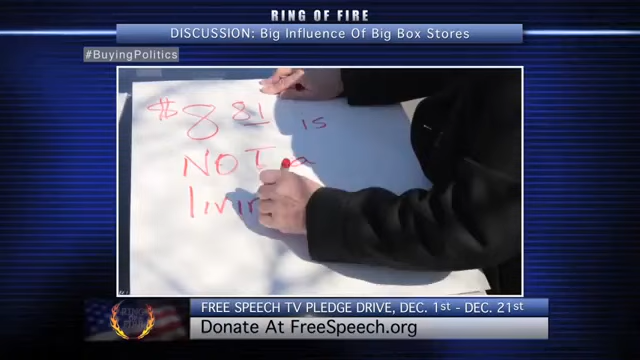 RING OF FIRE
DISCUSSION: Big Influence Of Big Box Stores
#BuyingPolitics
$8 81 is
NOT a
livin
FREE SPEECH TV PLEDGE DRIVE, DEC. 1st - DEC. 21st
Donate At FreeSpeech.org